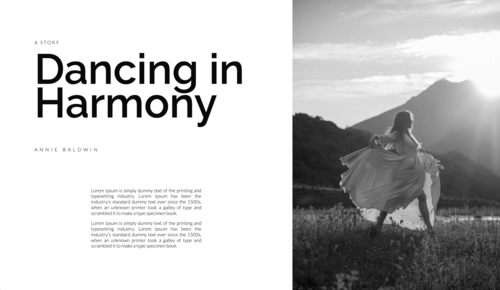 A STORY
Dancing in
Harmony
ANNIE BALDWIN
Lorem Ipsum is simply dummy text of the printing and
typesetting industry. Lorem Ipsum has been the
industry's standard dummy text ever since the 1500s,
when an unknown printer took a galley of type and
scrambled it to make a type specimen book.
Lorem Ipsum is simply dummy text of the printing and
typesetting industry. Lorem Ipsum has been the
industry's standard dummy text ever since the 1500s,
when an unknown printer took a galley of type and
scrambled it to make a type specimen book.